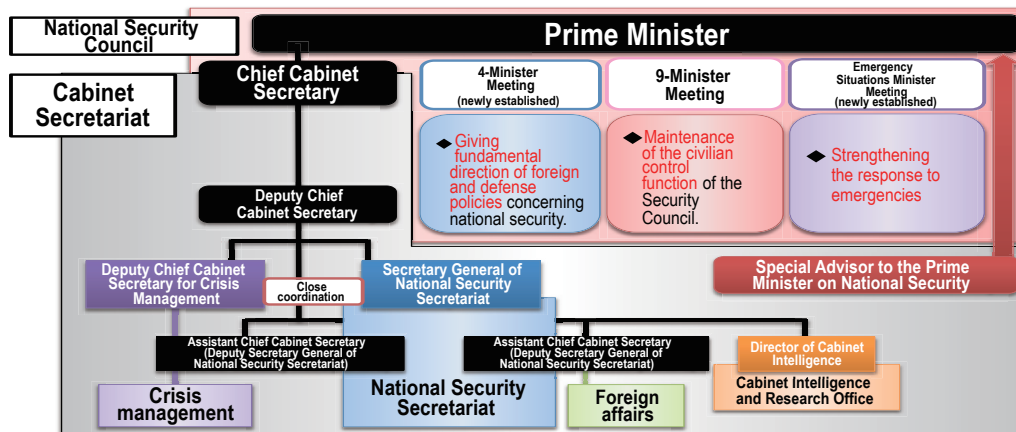 National Security
Council
Prime Minister
Cabinet
Secretariat
Chief Cabinet
Secretary
4-Minister
Meeting
(newly established)
9-Minister
Meeting
Emergency
Situations Minister
Meeting
(newly established)
◆ Giving
fundamental
direction of foreign
and defense
policies concerning
national security.
◆ Maintenance
of the civilian
control
function of the
Security
Council.
◆ Strengthening
the response to
emergencies
Deputy Chief
Cabinet Secretary
Deputy Chief Cabinet
Secretary for Crisis
Management
Close
coordination
Secretary General of
National Security
Secretariat
Special Advisor to the Prime
Minister on National Security
Assistant Chief Cabinet Secretary
(Deputy Secretary General of
National Security Secretariat)
Assistant Chief Cabinet Secretary
(Deputy Secretary General of
National Security Secretariat)
Director of Cabinet
Intelligence
Crisis
management
National Security
Secretariat
Foreign
affairs
Cabinet Intelligence
and Research Office